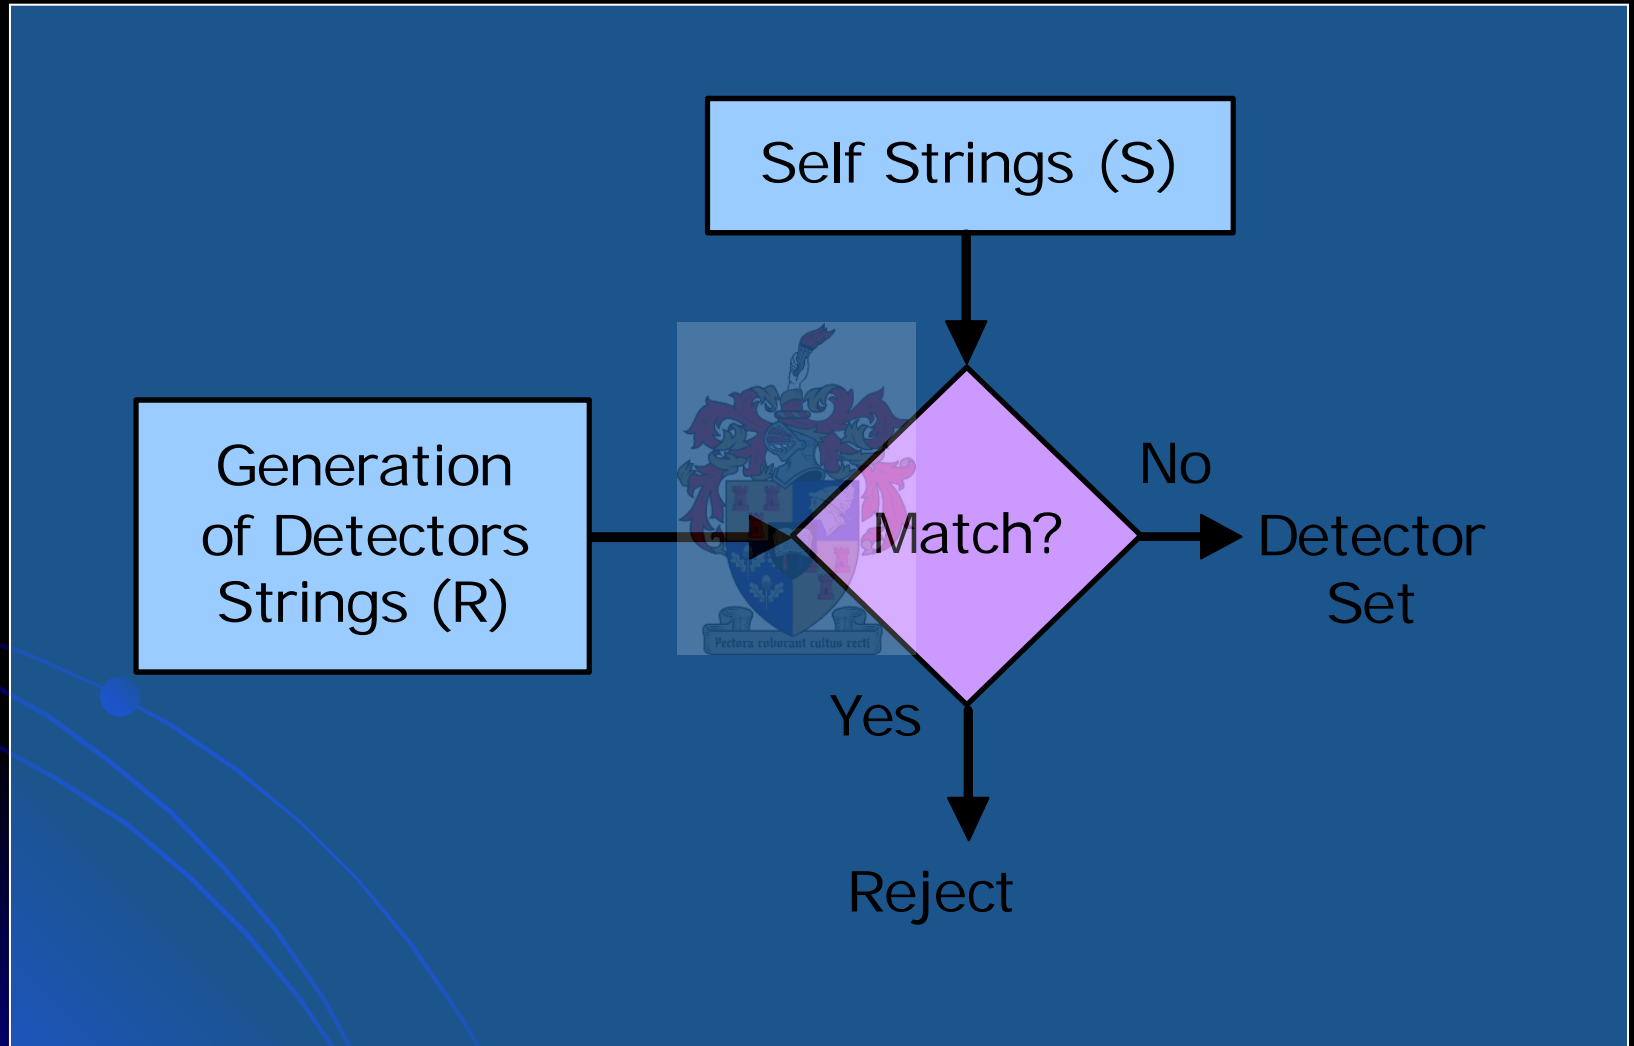 Self Strings (S)
Generation
of Detectors
Strings (R)
Match?
No
Detector
Set
Yes
Reject
Pectora roborant cultus recti